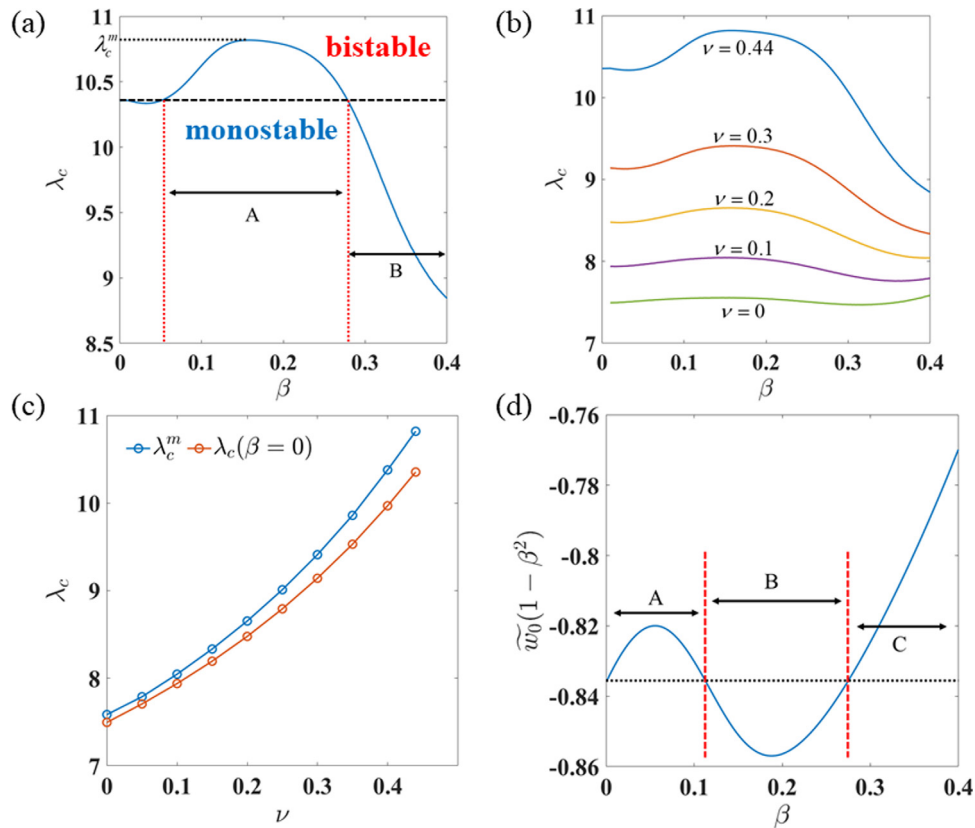 (a)
λ_c^m
bistable
monostable
A
B
11
10.5
10
9.5
9
8.5
λ_c
0
0.1
0.2
0.3
0.4
β
(b)
ν = 0.44
ν = 0.3
ν = 0.2
ν = 0.1
ν = 0
11
10
9
8
7
λ_c
0
0.1
0.2
0.3
0.4
β
(c)
λ_c^m
λ_c(β = 0)
11
10
9
8
7
λ_c
0
0.1
0.2
0.3
0.4
ν
(d)
A
B
C
-0.76
-0.78
-0.8
-0.82
-0.84
-0.86
w̃₀(1 − β²)
0
0.1
0.2
0.3
0.4
β